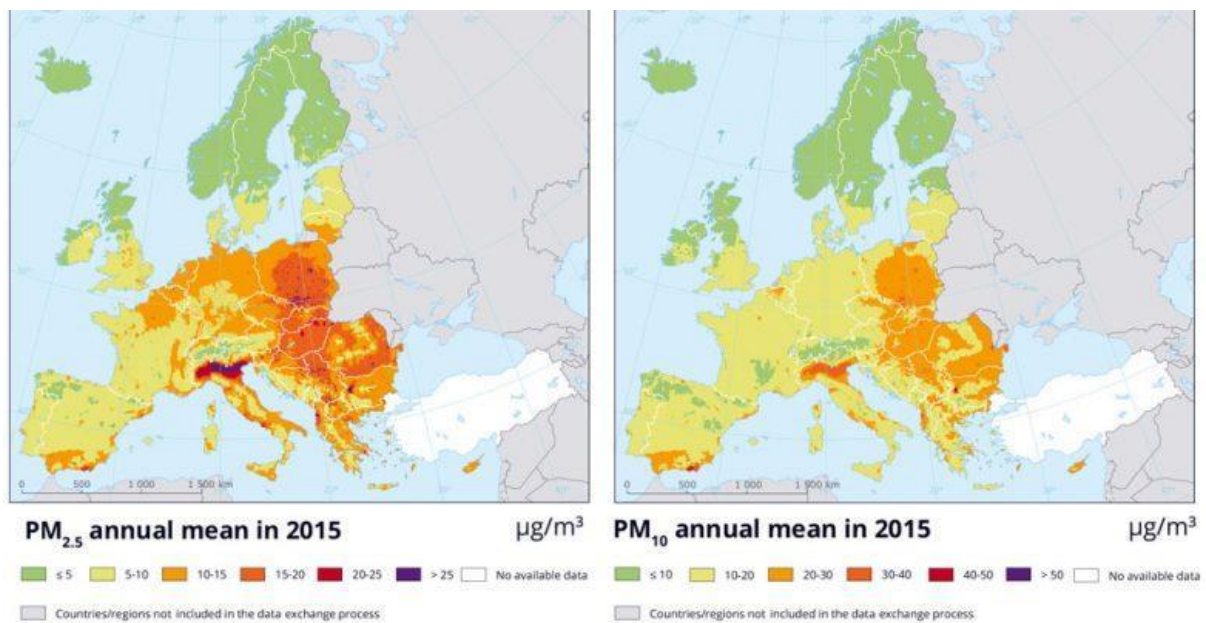 0 500 1 000 1 500 km
PM2.5 annual mean in 2015 µg/m³
≤ 5 5-10 10-15 15-20 20-25 > 25 No available data
Countries/regions not included in the data exchange process
0 500 1 000 1 500 km
PM10 annual mean in 2015 µg/m³
≤ 10 10-20 20-30 30-40 40-50 > 50 No available data
Countries/regions not included in the data exchange process